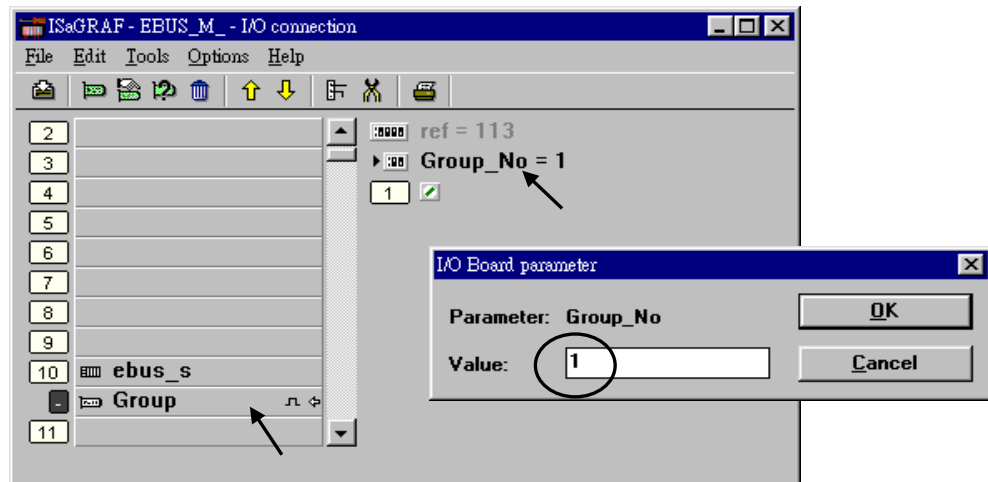 ISaGRAF - EBUS_M_ - I/O connection
File Edit Tools Options Help
2
3
4
5
6
7
8
9
10 ebus_s
- Group
11
ref = 113
Group_No = 1
1
I/O Board parameter
Parameter: Group_No
OK
Value: 1
Cancel